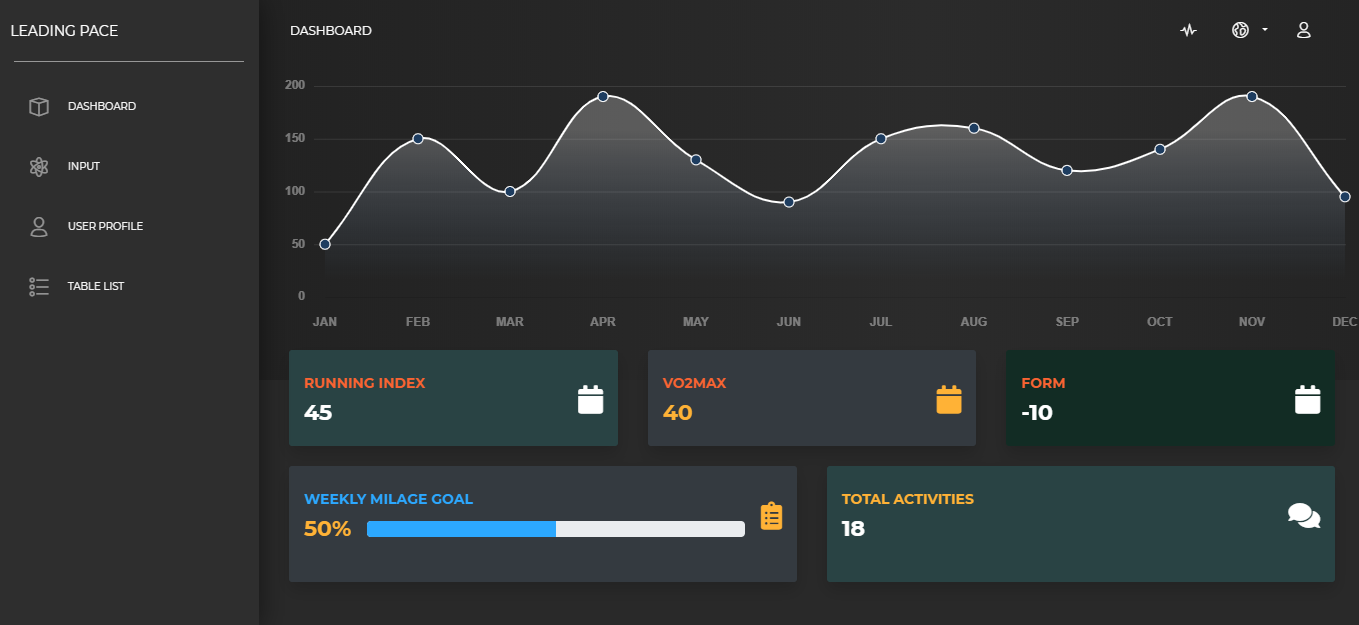 LEADING PACE
DASHBOARD
INPUT
USER PROFILE
TABLE LIST
DASHBOARD
200
150
100
50
0
JAN FEB MAR APR MAY JUN JUL AUG SEP OCT NOV DEC
RUNNING INDEX
45
VO2MAX
40
FORM
-10
WEEKLY MILAGE GOAL
50%
TOTAL ACTIVITIES
18